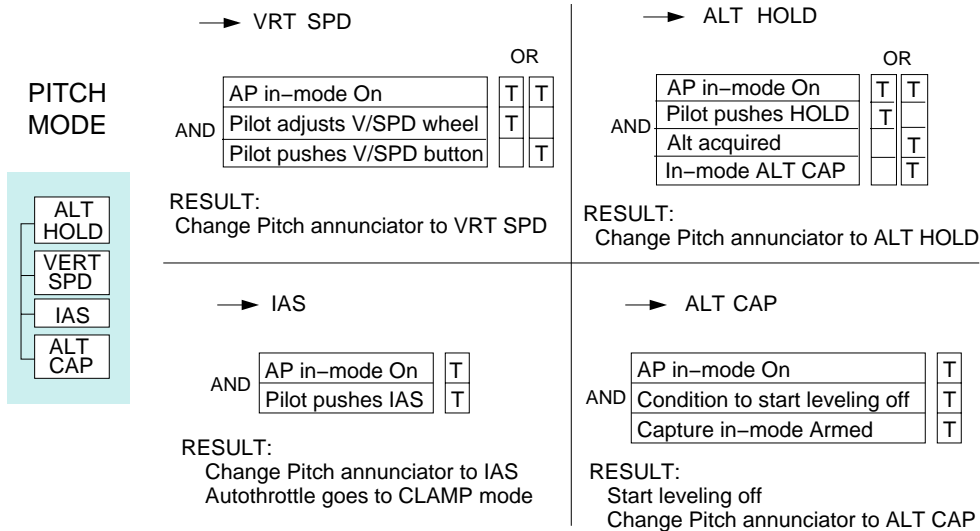 PITCH
MODE
ALT
HOLD
VERT
SPD
IAS
ALT
CAP
VRT SPD
OR
AND
AP in−mode On T T
Pilot adjusts V/SPD wheel T
Pilot pushes V/SPD button T
RESULT:
Change Pitch annunciator to VRT SPD
ALT HOLD
OR
AND
AP in−mode On T T
Pilot pushes HOLD T
Alt acquired T
In−mode ALT CAP T
RESULT:
Change Pitch annunciator to ALT HOLD
IAS
AND
AP in−mode On T
Pilot pushes IAS T
RESULT:
Change Pitch annunciator to IAS
Autothrottle goes to CLAMP mode
ALT CAP
AND
AP in−mode On T
Condition to start leveling off T
Capture in−mode Armed T
RESULT:
Start leveling off
Change Pitch annunciator to ALT CAP